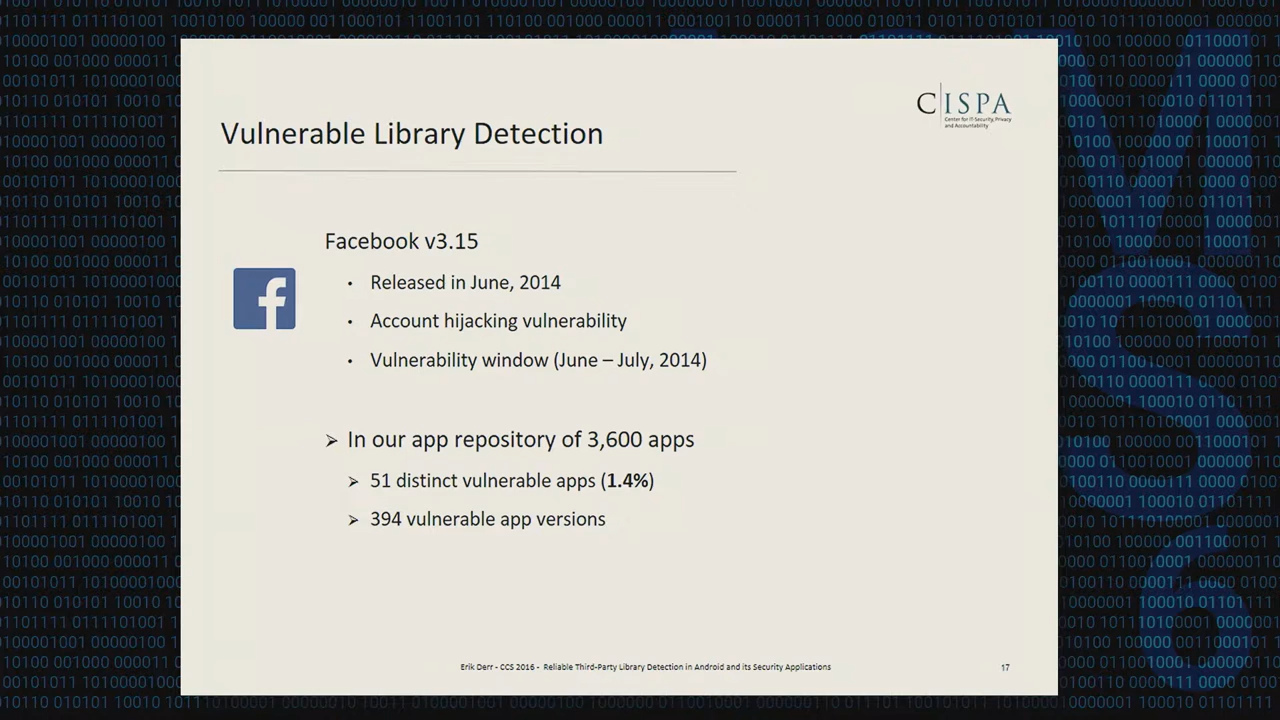 CISPA
Center for IT-Security, Privacy
and Accountability
Vulnerable Library Detection
Facebook v3.15
• Released in June, 2014
• Account hijacking vulnerability
• Vulnerability window (June – July, 2014)
➢ In our app repository of 3,600 apps
➢ 51 distinct vulnerable apps (1.4%)
➢ 394 vulnerable app versions
Erik Derr - CCS 2016 - Reliable Third-Party Library Detection in Android and its Security Applications
17